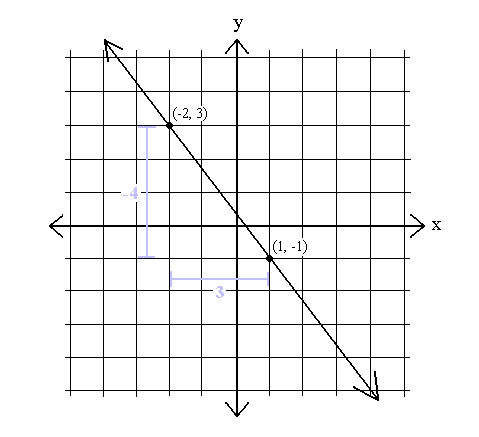 y
(-2, 3)
-4
x
(1, -1)
3